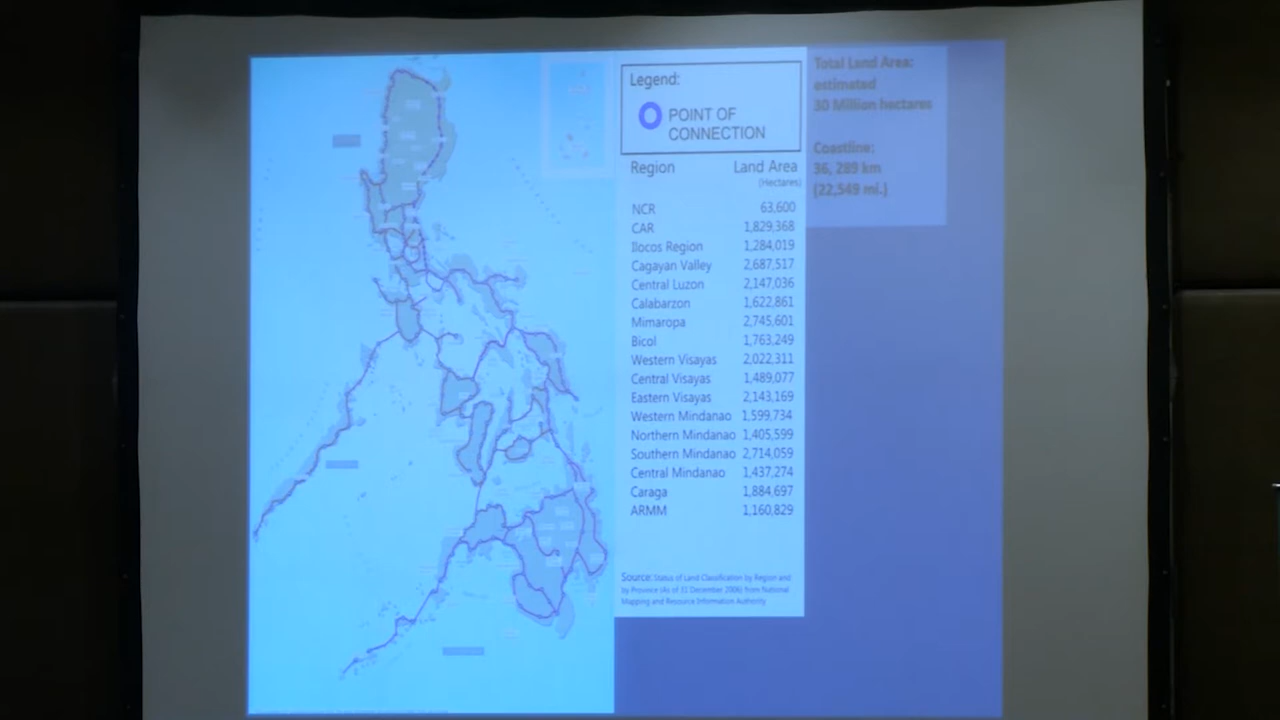 Legend:
POINT OF
CONNECTION
Region Land Area
(Hectares)
NCR 63,600
CAR 1,829,368
Ilocos Region 1,284,019
Cagayan Valley 2,687,517
Central Luzon 2,147,036
Calabarzon 1,622,861
Mimaropa 2,745,601
Bicol 1,763,249
Western Visayas 2,022,311
Central Visayas 1,489,077
Eastern Visayas 2,143,169
Western Mindanao 1,599,734
Northern Mindanao 1,405,599
Southern Mindanao 2,714,059
Central Mindanao 1,437,274
Caraga 1,884,697
ARMM 1,160,829
Source: Status of Land Classification by Region and
by Province (As of 31 December 2006) from National
Mapping and Resource Information Authority
Total Land Area:
estimated
30 Million hectares
Coastline:
36, 289 km
(22,549 mi.)